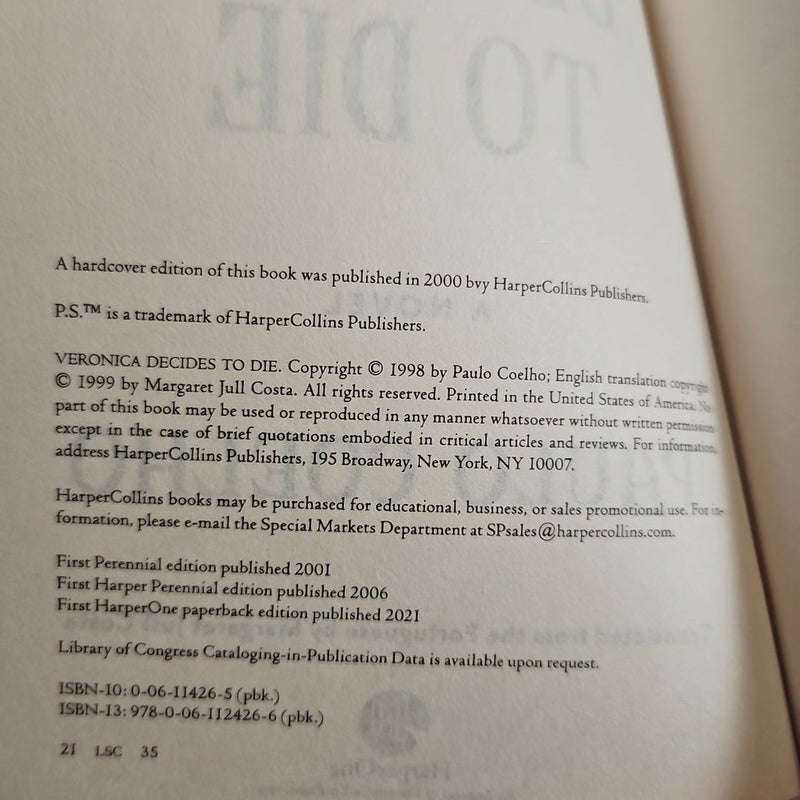 A hardcover edition of this book was published in 2000 bvy HarperCollins Publishers.
P.S.™ is a trademark of HarperCollins Publishers.
VERONICA DECIDES TO DIE. Copyright © 1998 by Paulo Coelho; English translation copyright
© 1999 by Margaret Jull Costa. All rights reserved. Printed in the United States of America. No
part of this book may be used or reproduced in any manner whatsoever without written permission
except in the case of brief quotations embodied in critical articles and reviews. For information,
address HarperCollins Publishers, 195 Broadway, New York, NY 10007.
HarperCollins books may be purchased for educational, business, or sales promotional use. For in-
formation, please e-mail the Special Markets Department at SPsales@harpercollins.com.
First Perennial edition published 2001
First Harper Perennial edition published 2006
First HarperOne paperback edition published 2021
Library of Congress Cataloging-in-Publication Data is available upon request.
ISBN-10: 0-06-11426-5 (pbk.)
ISBN-13: 978-0-06-112426-6 (pbk.)
21 LSC 35